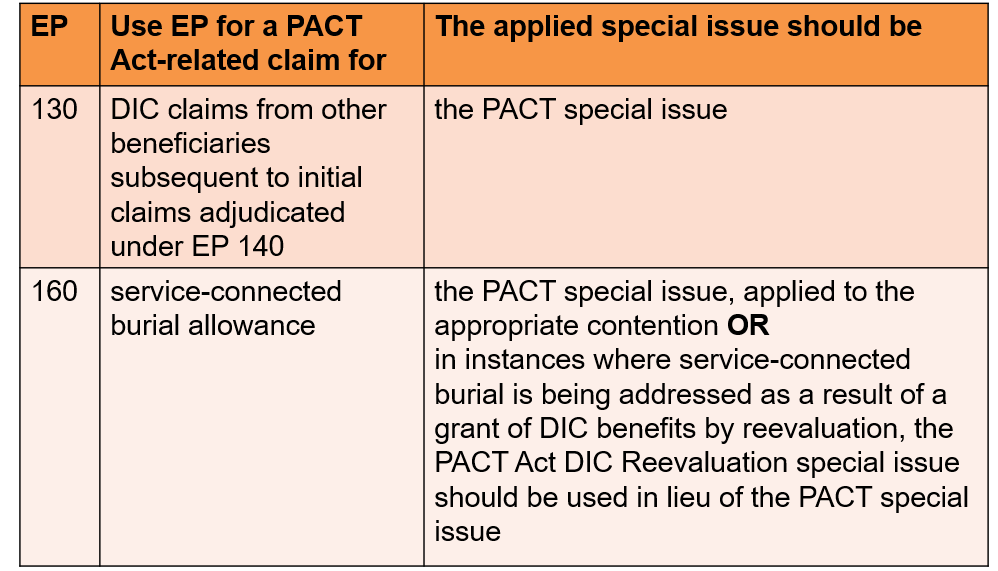 EP
Use EP for a PACT
Act-related claim for
The applied special issue should be
130
DIC claims from other
beneficiaries
subsequent to initial
claims adjudicated
under EP 140
the PACT special issue
160
service-connected
burial allowance
the PACT special issue, applied to the
appropriate contention OR
in instances where service-connected
burial is being addressed as a result of a
grant of DIC benefits by reevaluation, the
PACT Act DIC Reevaluation special issue
should be used in lieu of the PACT special
issue